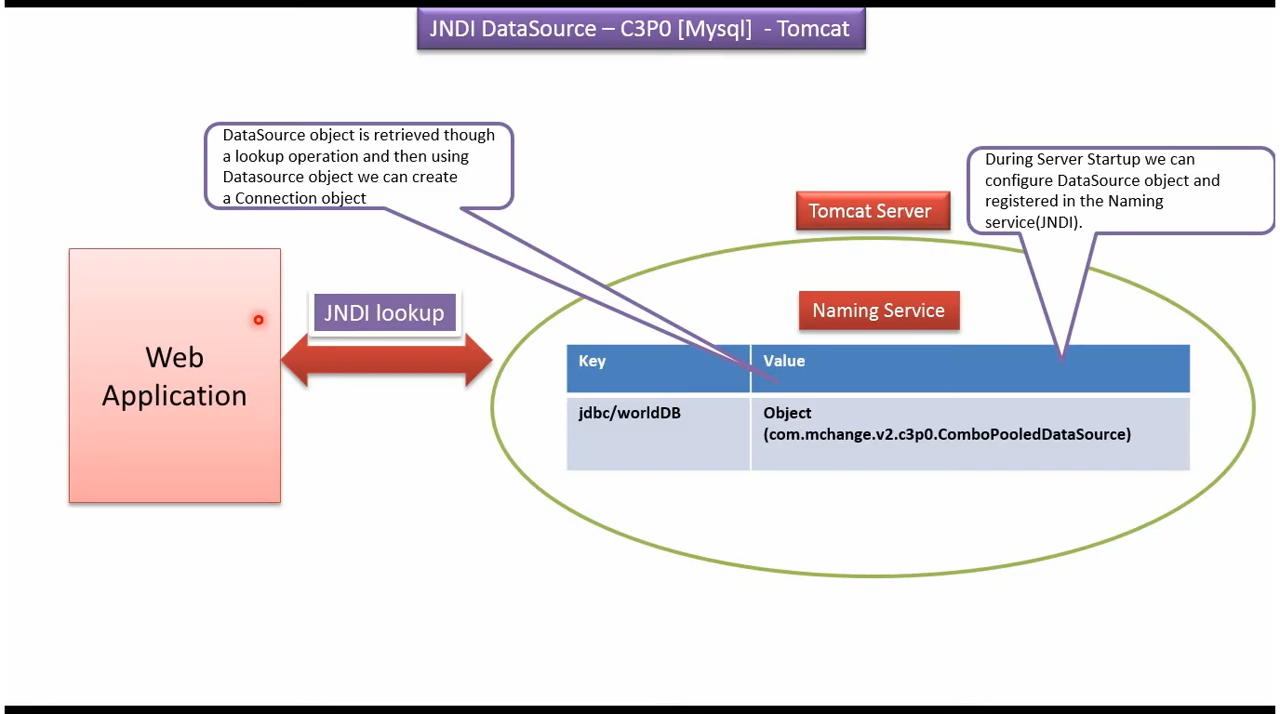 JNDI DataSource – C3P0 [Mysql]  - Tomcat
DataSource object is retrieved though
a lookup operation and then using
Datasource object we can create
a Connection object
During Server Startup we can
configure DataSource object and
registered in the Naming
service(JNDI).
Tomcat Server
JNDI lookup
Naming Service
Web
Application
Key
Value
jdbc/worldDB
Object
(com.mchange.v2.c3p0.ComboPooledDataSource)